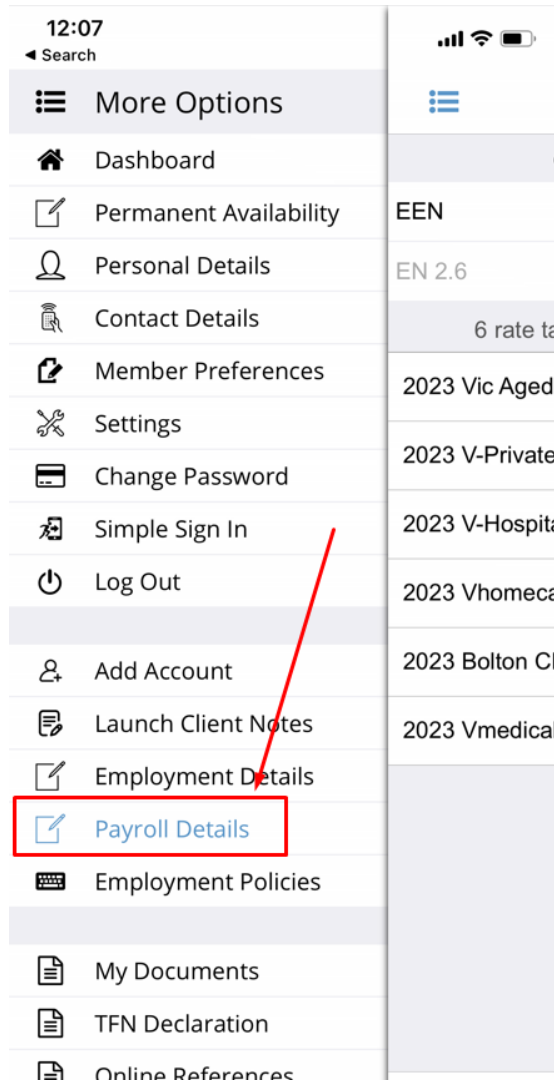 12:07
◀ Search
More Options
Dashboard
Permanent Availability
Personal Details
Contact Details
Member Preferences
Settings
Change Password
Simple Sign In
Log Out
Add Account
Launch Client Notes
Employment Details
Payroll Details
Employment Policies
My Documents
TFN Declaration
Online References
EEN
EN 2.6
6 rate
2023 Vic Aged
2023 V-Private
2023 V-Hospit
2023 Vhomeca
2023 Bolton
2023 Vmedical